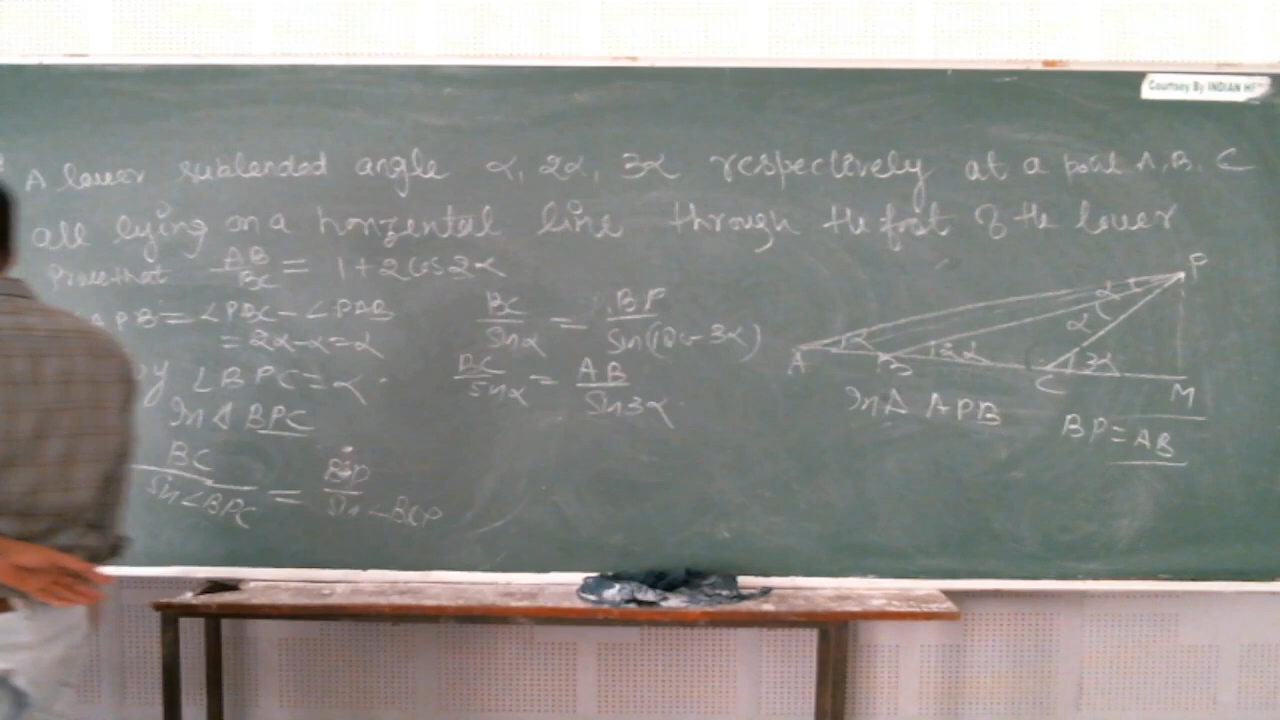 Courtsey By INDIAN
A tower subtended angle α, 2α, 3α respectively at a point A, B, C
all lying on a horizental line through the foot of the tower
Prove that AB/BC = 1+2Cos2α
APB = ∠PBC - ∠PAB
= 2α-α = α
∠BPC = α
In Δ BPC
BC/Sin∠BPC = BP/Sin∠BCP
BC/Sinα = BP/Sin(180-3α)
BC/Sinα = AB/Sin3α
P
α
α
α
2α
3α
A
B
C
M
In Δ APB
BP = AB